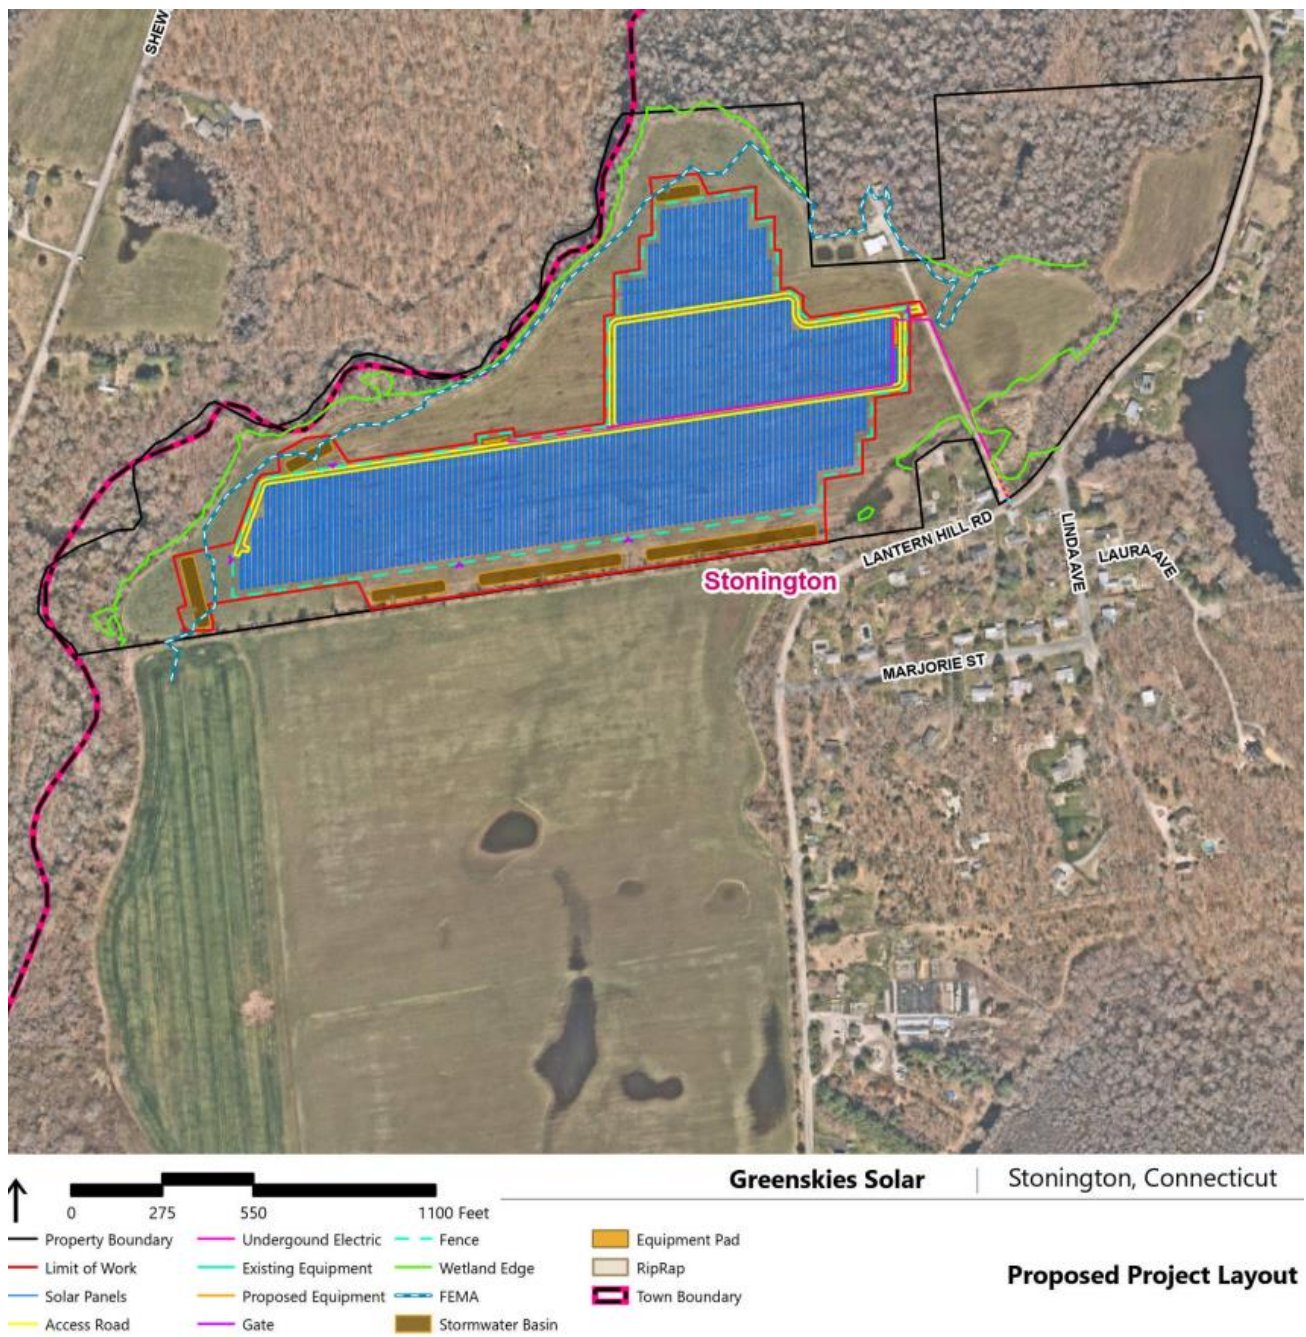 SHEW
LANTERN HILL RD
LINDA AVE
LAURA AVE
Stonington
MARJORIE ST
Greenskies Solar | Stonington, Connecticut
0 275 550 1100 Feet
Property Boundary Undergound Electric Fence Equipment Pad
Limit of Work Existing Equipment Wetland Edge RipRap
Proposed Project Layout
Solar Panels Proposed Equipment FEMA Town Boundary
Access Road Gate Stormwater Basin